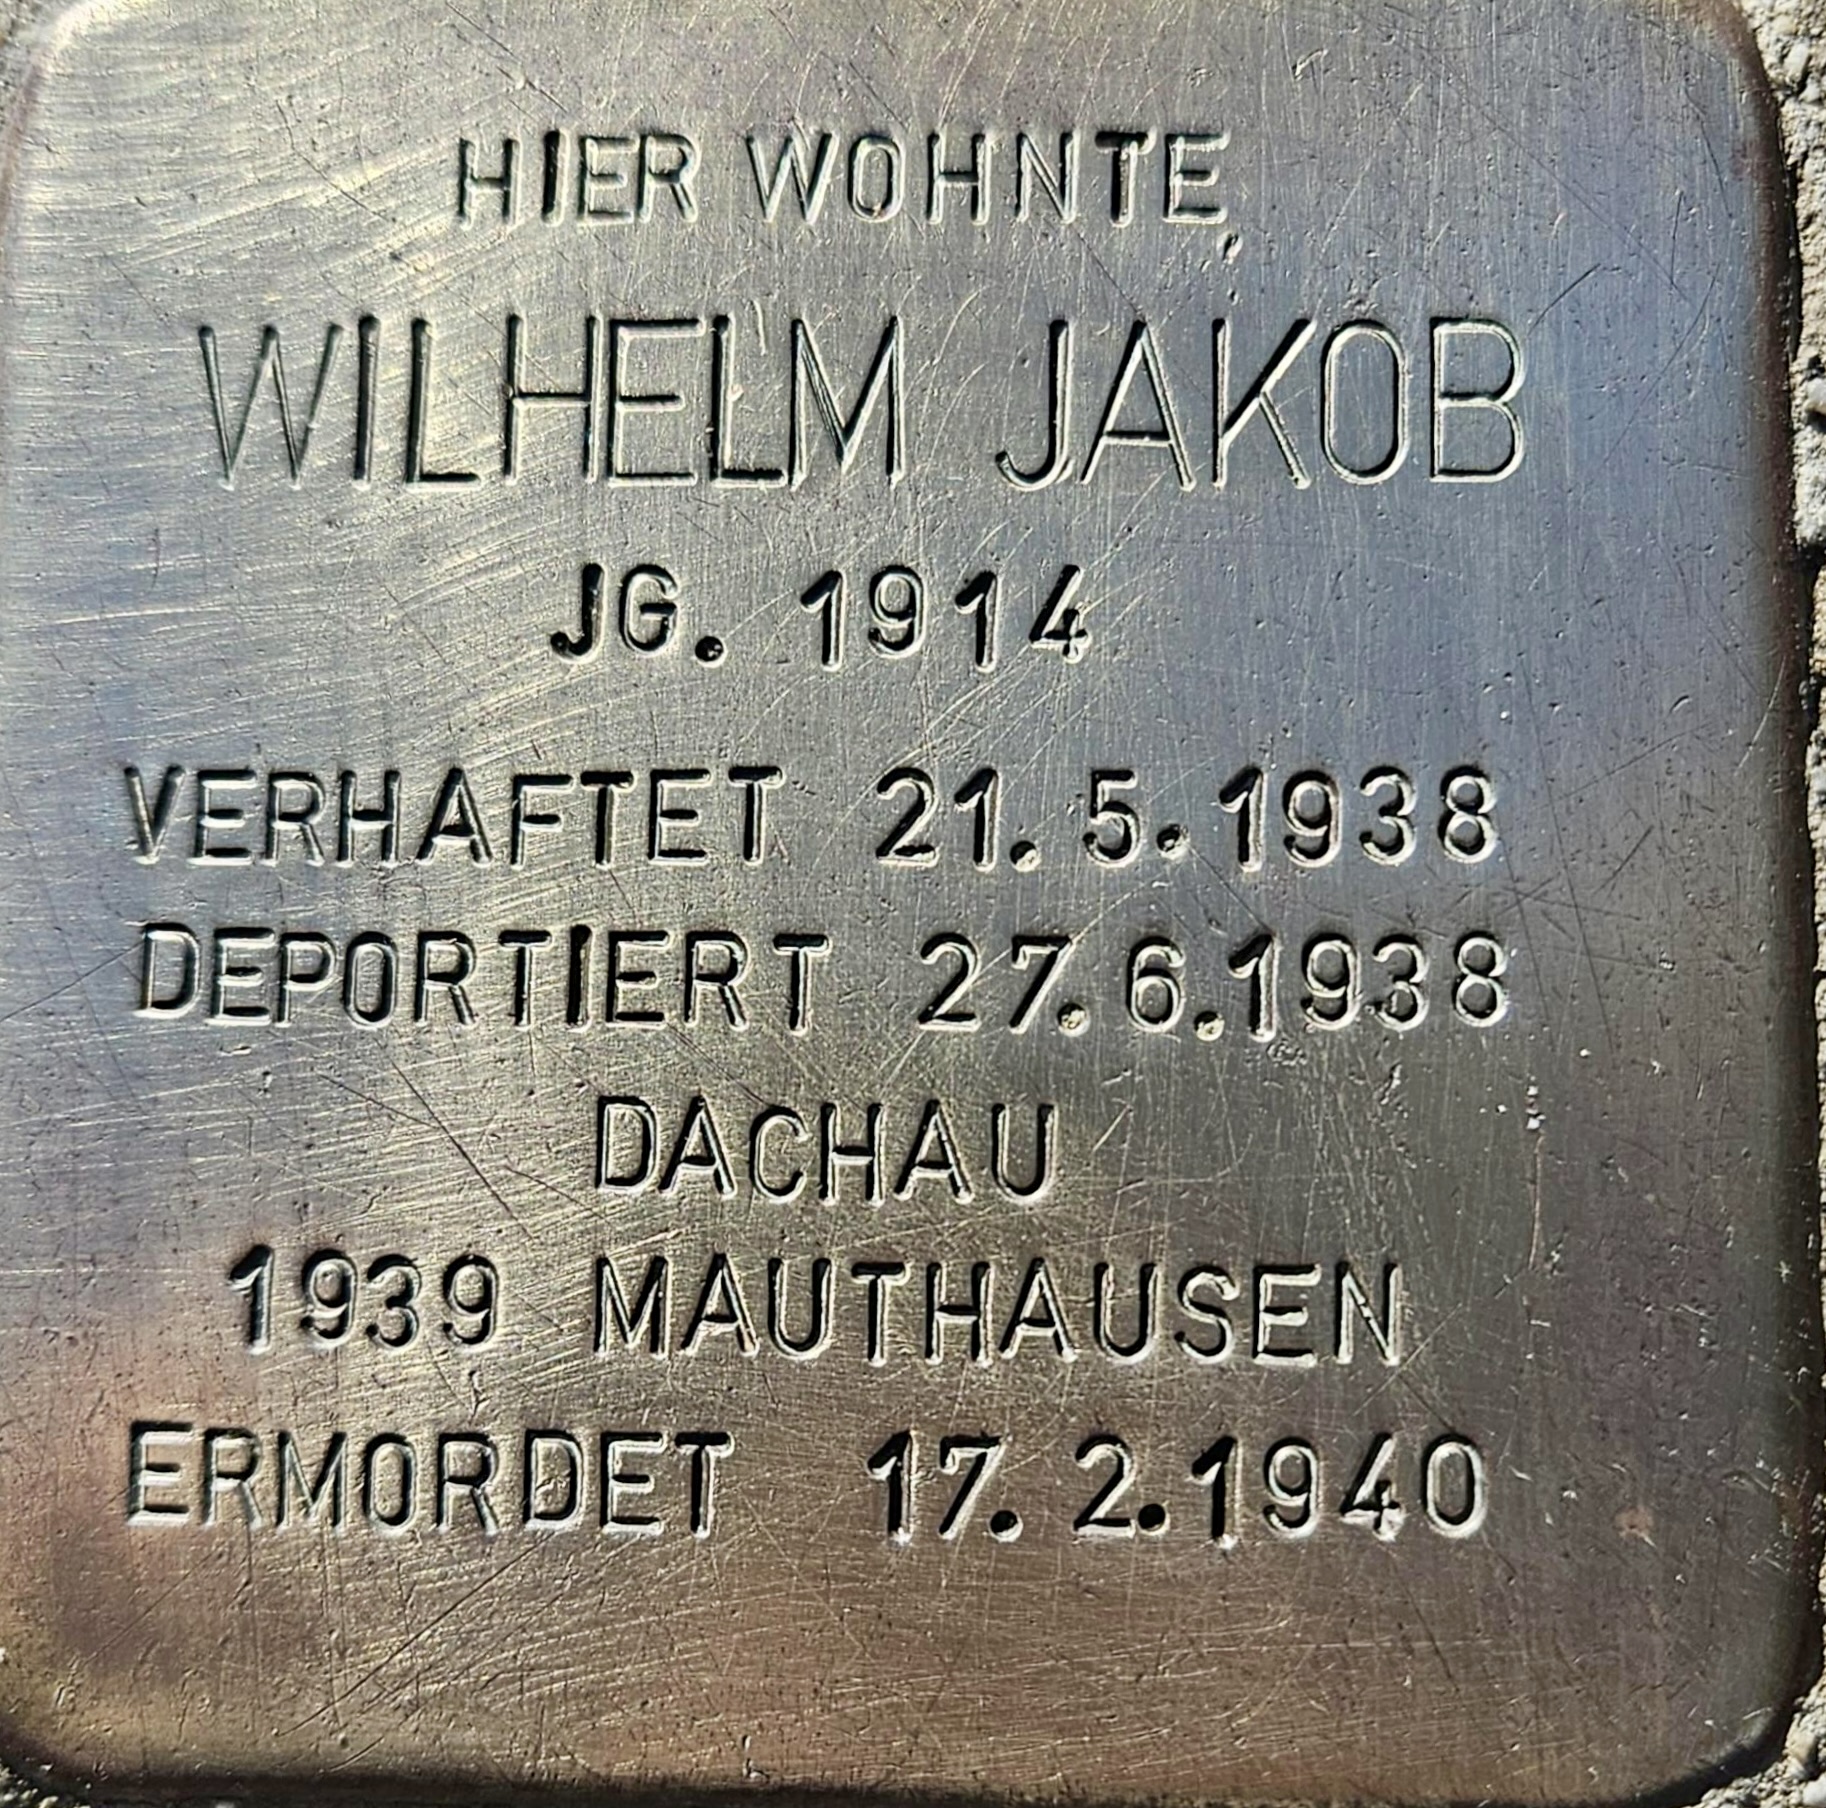 HIER WOHNTE
WILHELM JAKOB
JG. 1914
VERHAFTET 21.5.1938
DEPORTIERT 27.6.1938
DACHAU
1939 MAUTHAUSEN
ERMORDET 17.2.1940